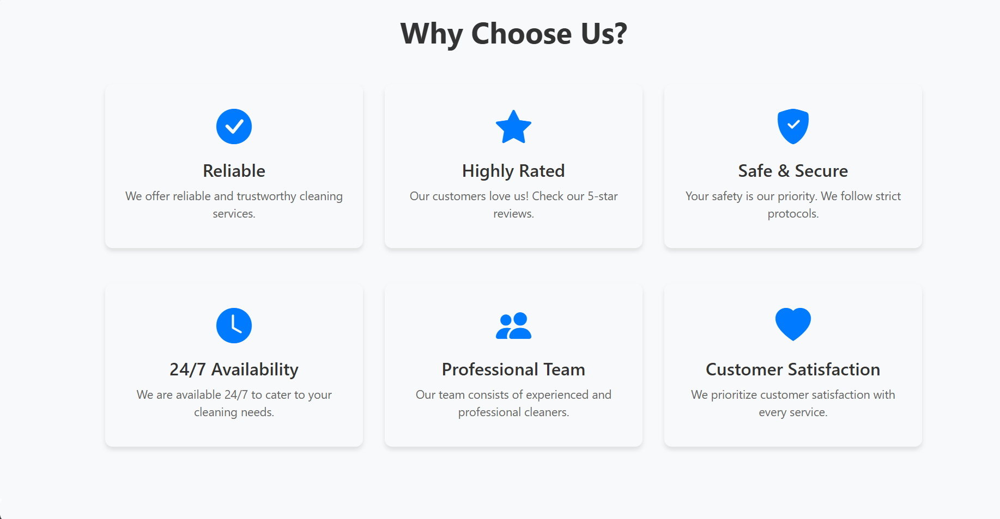 Why Choose Us?
Reliable
We offer reliable and trustworthy cleaning
services.
Highly Rated
Our customers love us! Check our 5-star
reviews.
Safe & Secure
Your safety is our priority. We follow strict
protocols.
24/7 Availability
We are available 24/7 to cater to your
cleaning needs.
Professional Team
Our team consists of experienced and
professional cleaners.
Customer Satisfaction
We prioritize customer satisfaction with
every service.